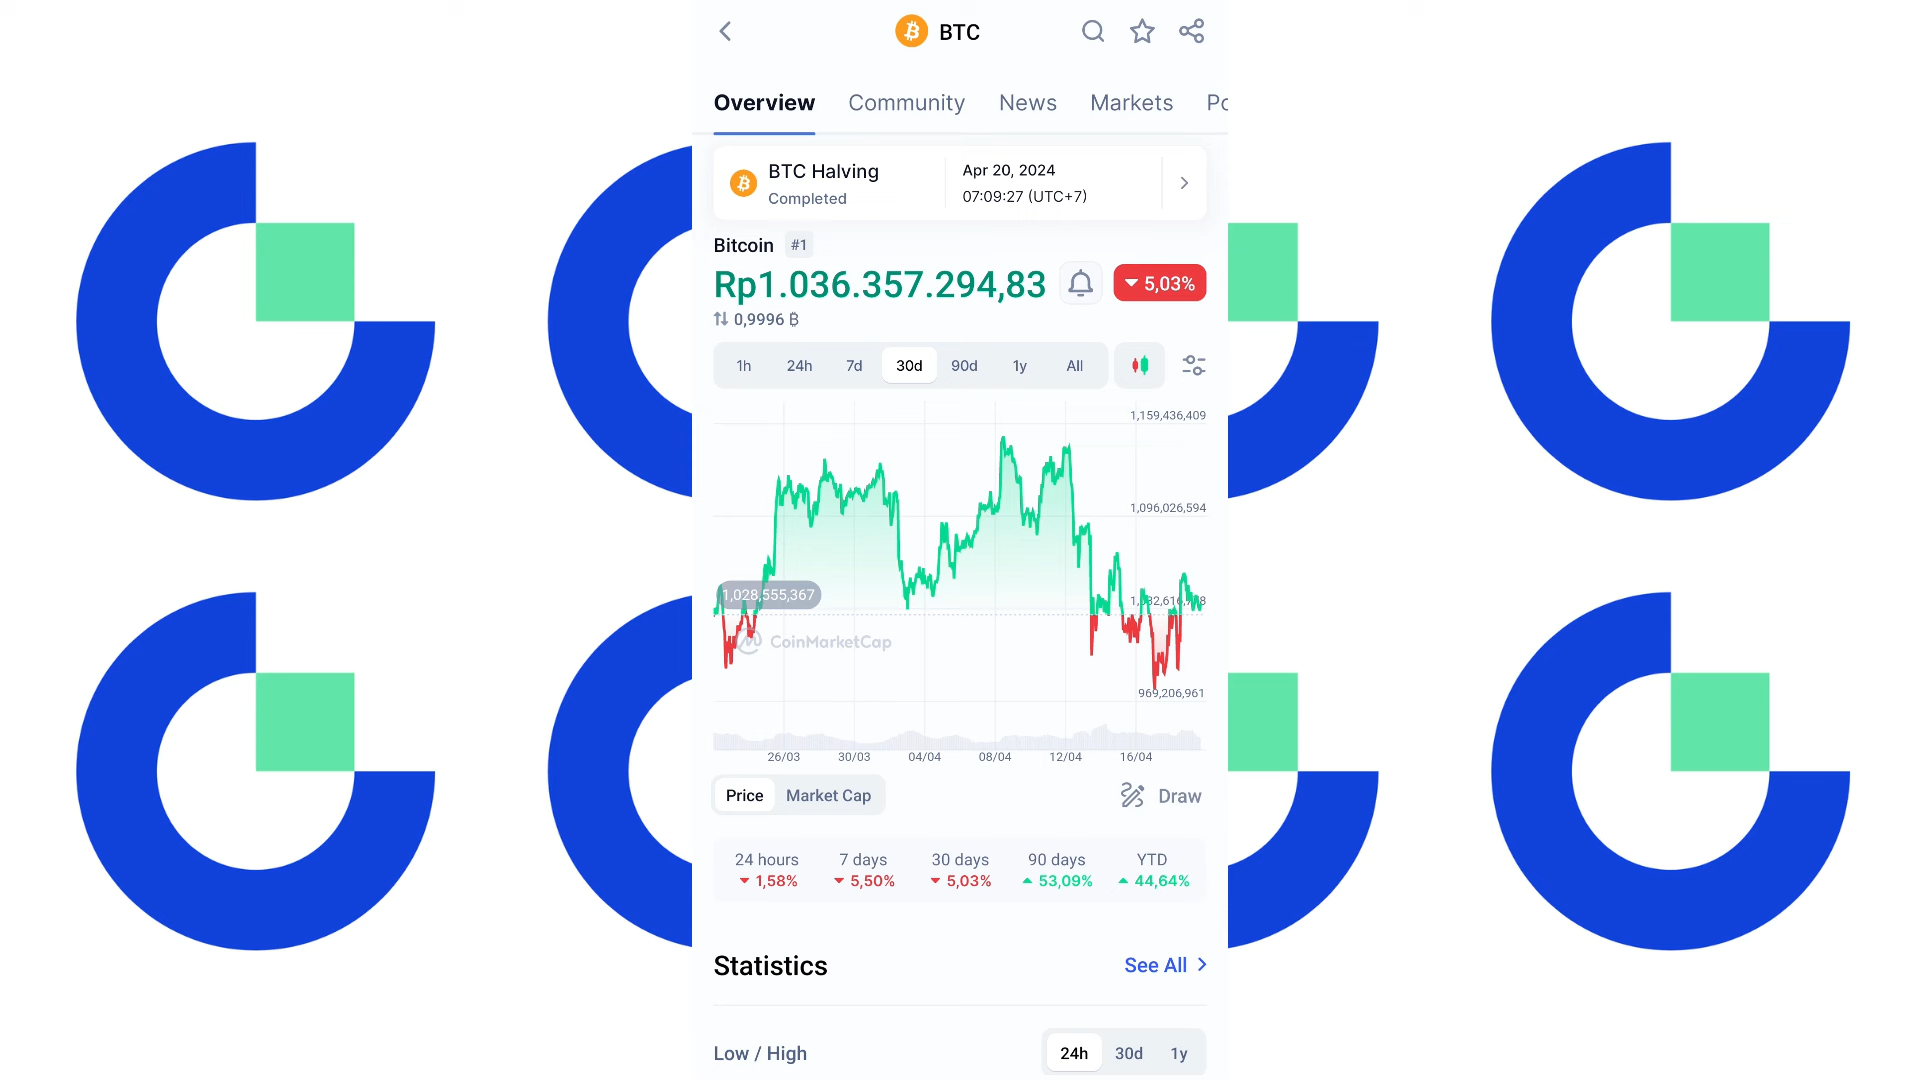 BTC
Overview Community News Markets Po
BTC Halving Apr 20, 2024
Completed 07:09:27 (UTC+7)
Bitcoin #1
Rp1.036.357.294,83 5,03%
0,9996 ₿
1h 24h 7d 30d 90d 1y All
1,159,436,409
1,096,026,594
1,028,555,367
CoinMarketCap
969,206,961
26/03 30/03 04/04 08/04 12/04 16/04
Price Market Cap Draw
24 hours 7 days 30 days 90 days YTD
1,58% 5,50% 5,03% 53,09% 44,64%
Statistics See All
Low / High 24h 30d 1y